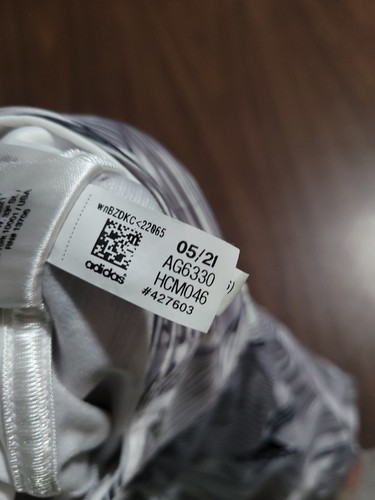 wnBZDKC<22065
05/21
AG6330
HCM046
#427603
adidas